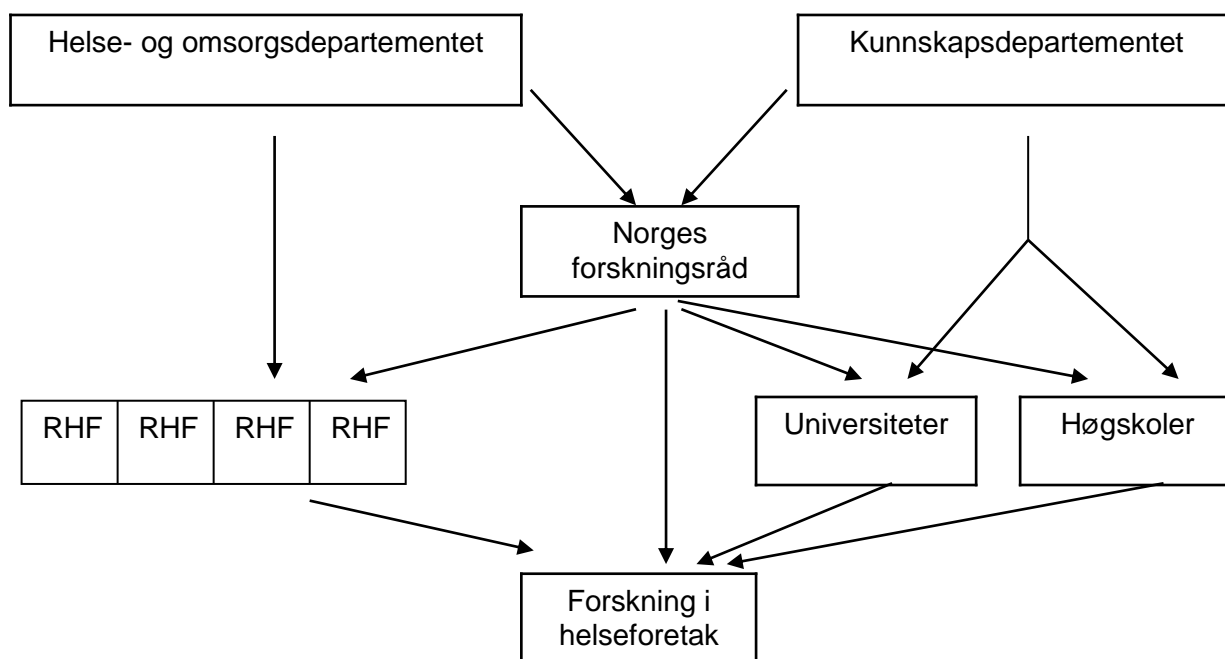 Helse- og omsorgsdepartementet
Kunnskapsdepartementet
Norges
forskningsråd
RHF RHF RHF RHF
Universiteter
Høgskoler
Forskning i
helseforetak